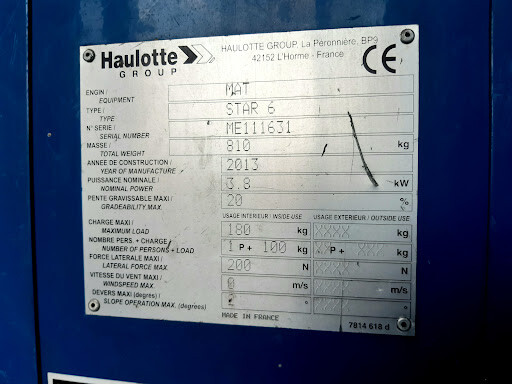 Haulotte
GROUP
HAULOTTE GROUP, La Péronnière, BP9
42152 L'Horme - France
CE
ENGIN / MAT
EQUIPMENT
TYPE / STAR 6
TYPE
N° SERIE / ME111631
SERIAL NUMBER
MASSE / 810 kg
TOTAL WEIGHT
ANNEE DE CONSTRUCTION / 2013
YEAR OF MANUFACTURE
PUISSANCE NOMINALE / 3.8 kW
NOMINAL POWER
PENTE GRAVISSABLE MAXI / 20 %
GRADEABILITY MAX.
USAGE INTERIEUR / INSIDE USE USAGE EXTERIEUR / OUTSIDE USE
CHARGE MAXI / 180 kg XXXX kg
MAXIMUM LOAD
NOMBRE PERS. + CHARGE / 1 P + 100 kg P + kg
NUMBER OF PERSONS + LOAD
FORCE LATERALE MAXI / 200 N N
LATERAL FORCE MAX.
VITESSE DU VENT MAXI / 0 m/s m/s
WINDSPEED MAX.
DEVERS MAXI (degres) / ° °
SLOPE OPERATION MAX. (degrees)
MADE IN FRANCE
7814 618 d